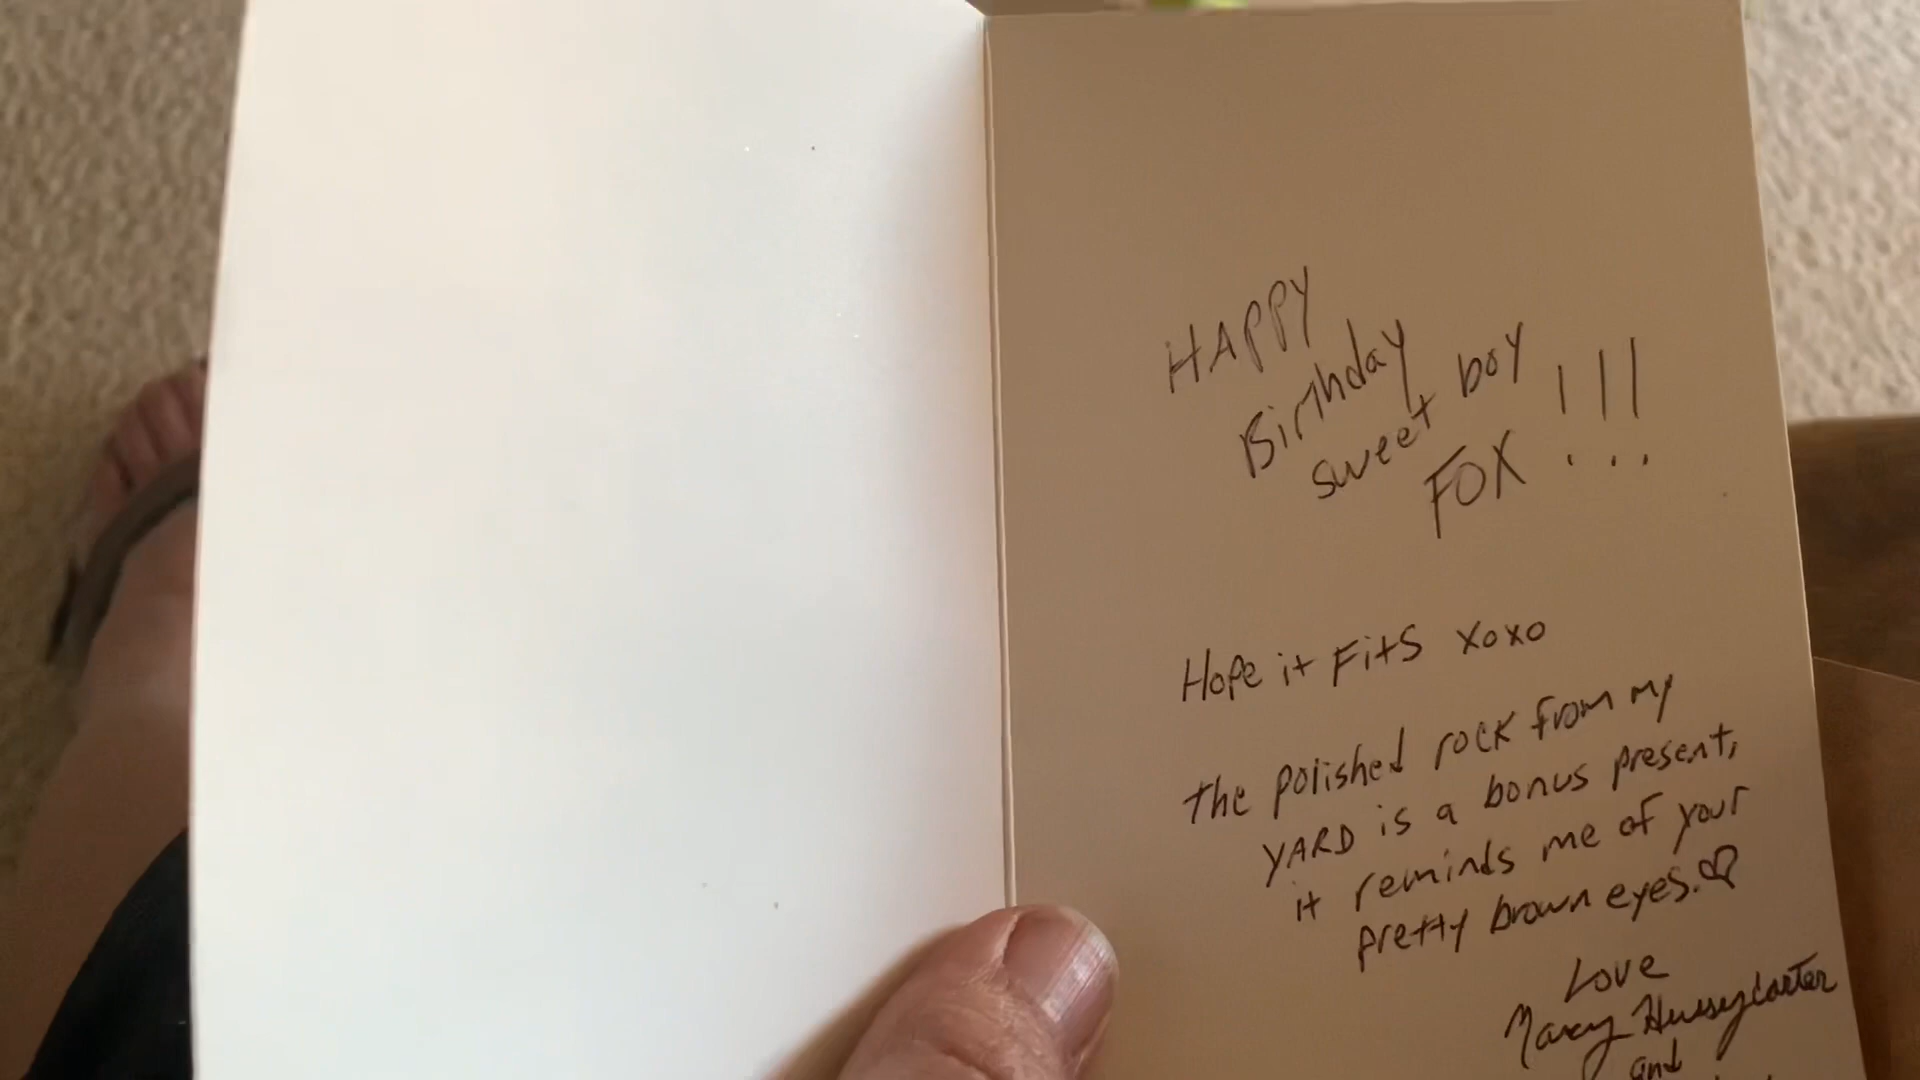 HAPPY
Birthday
sweet boy
FOX !!!
Hope it Fits xoxo
the polished rock from my
YARD is a bonus present,
it reminds me of your
pretty brown eyes.♡
Love
and